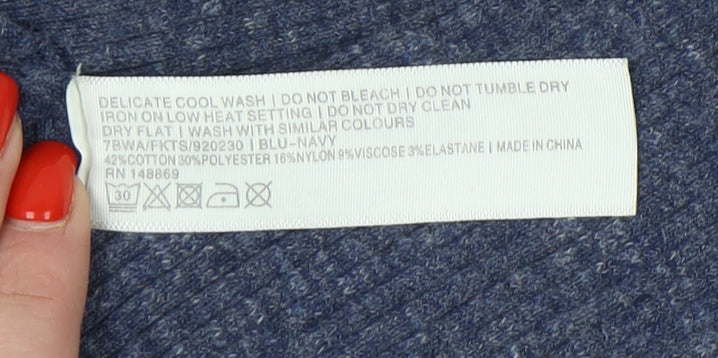 DELICATE COOL WASH | DO NOT BLEACH | DO NOT TUMBLE DRY
IRON ON LOW HEAT SETTING | DO NOT DRY CLEAN
DRY FLAT | WASH WITH SIMILAR COLOURS
7BWA/FKTS/920230 | BLU-NAVY
42%COTTON 30%POLYESTER 16%NYLON 9%VISCOSE 3%ELASTANE | MADE IN CHINA
RN 148869
30